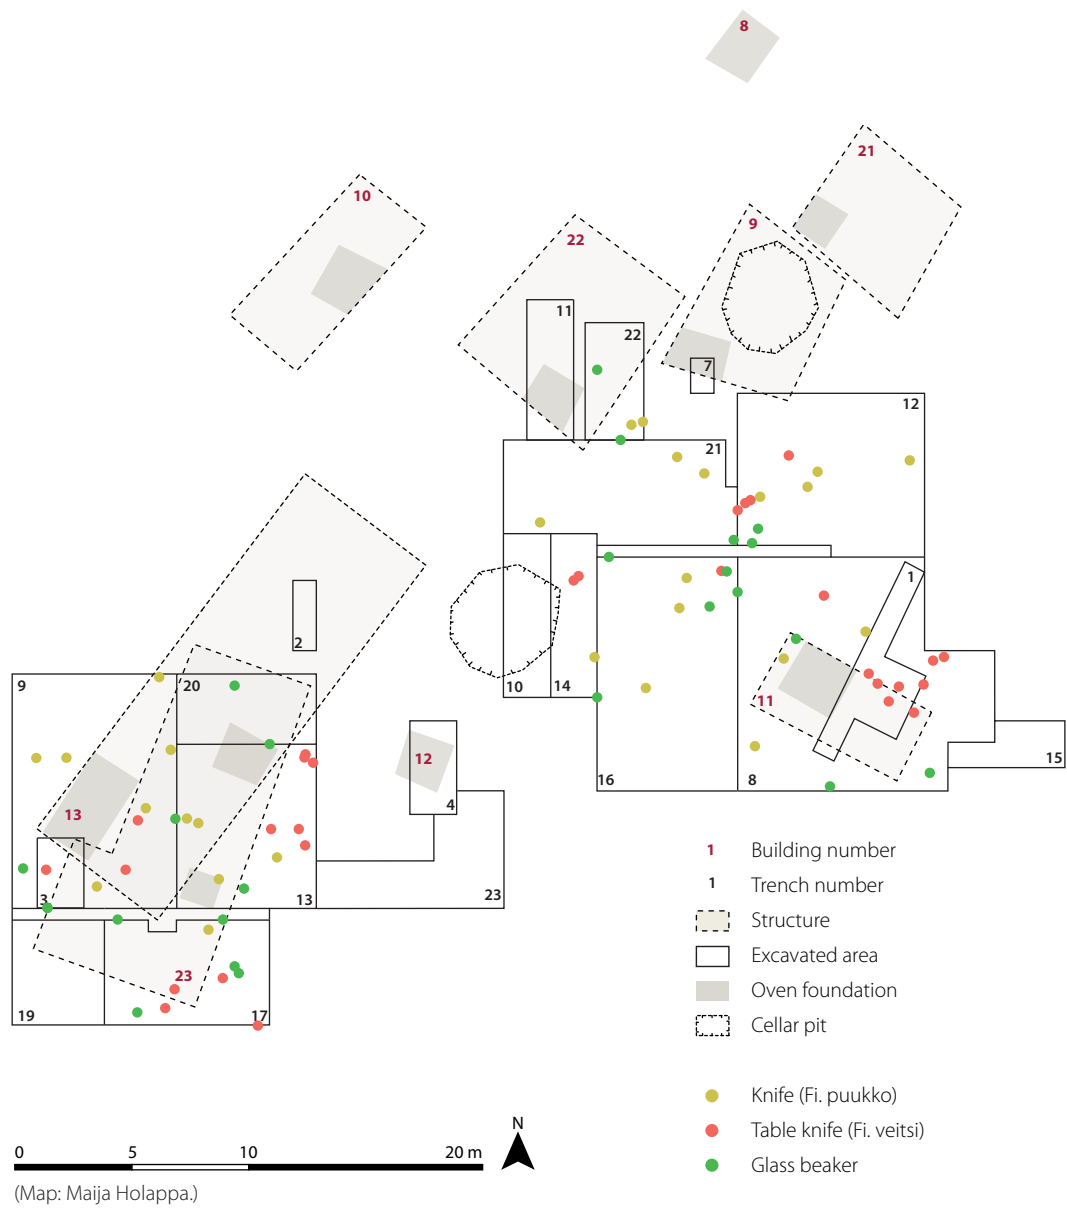 8
21
10
9
22
11
22
7
12
21
1
2
9
20
10
14
11
12
16
8
15
13
4
3
13
23
23
19
17
1 Building number
1 Trench number
Structure
Excavated area
Oven foundation
Cellar pit
Knife (Fi. puukko)
Table knife (Fi. veitsi)
Glass beaker
N
0 5 10 20 m
(Map: Maija Holappa.)